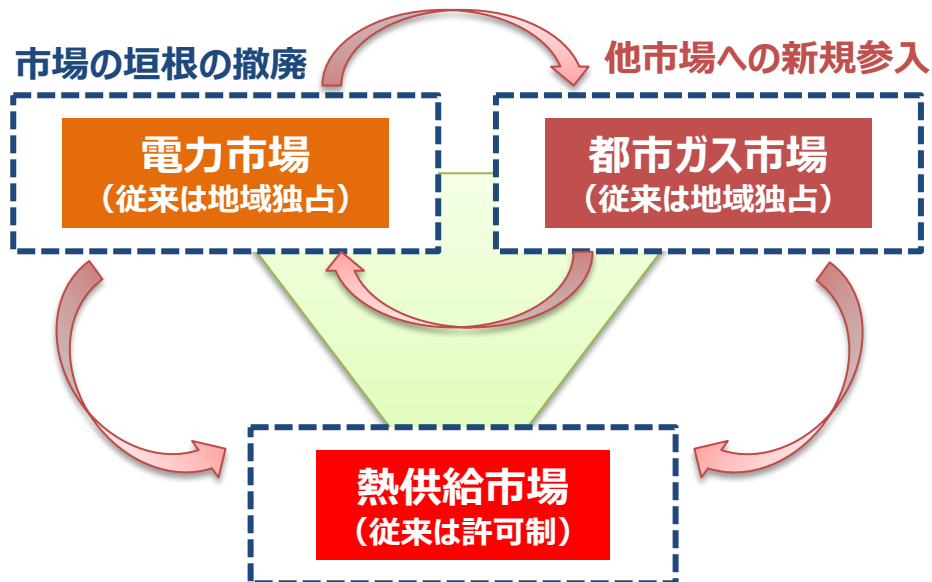 市場の垣根の撤廃
他市場への新規参入
電力市場
（従来は地域独占）
都市ガス市場
（従来は地域独占）
熱供給市場
（従来は許可制）